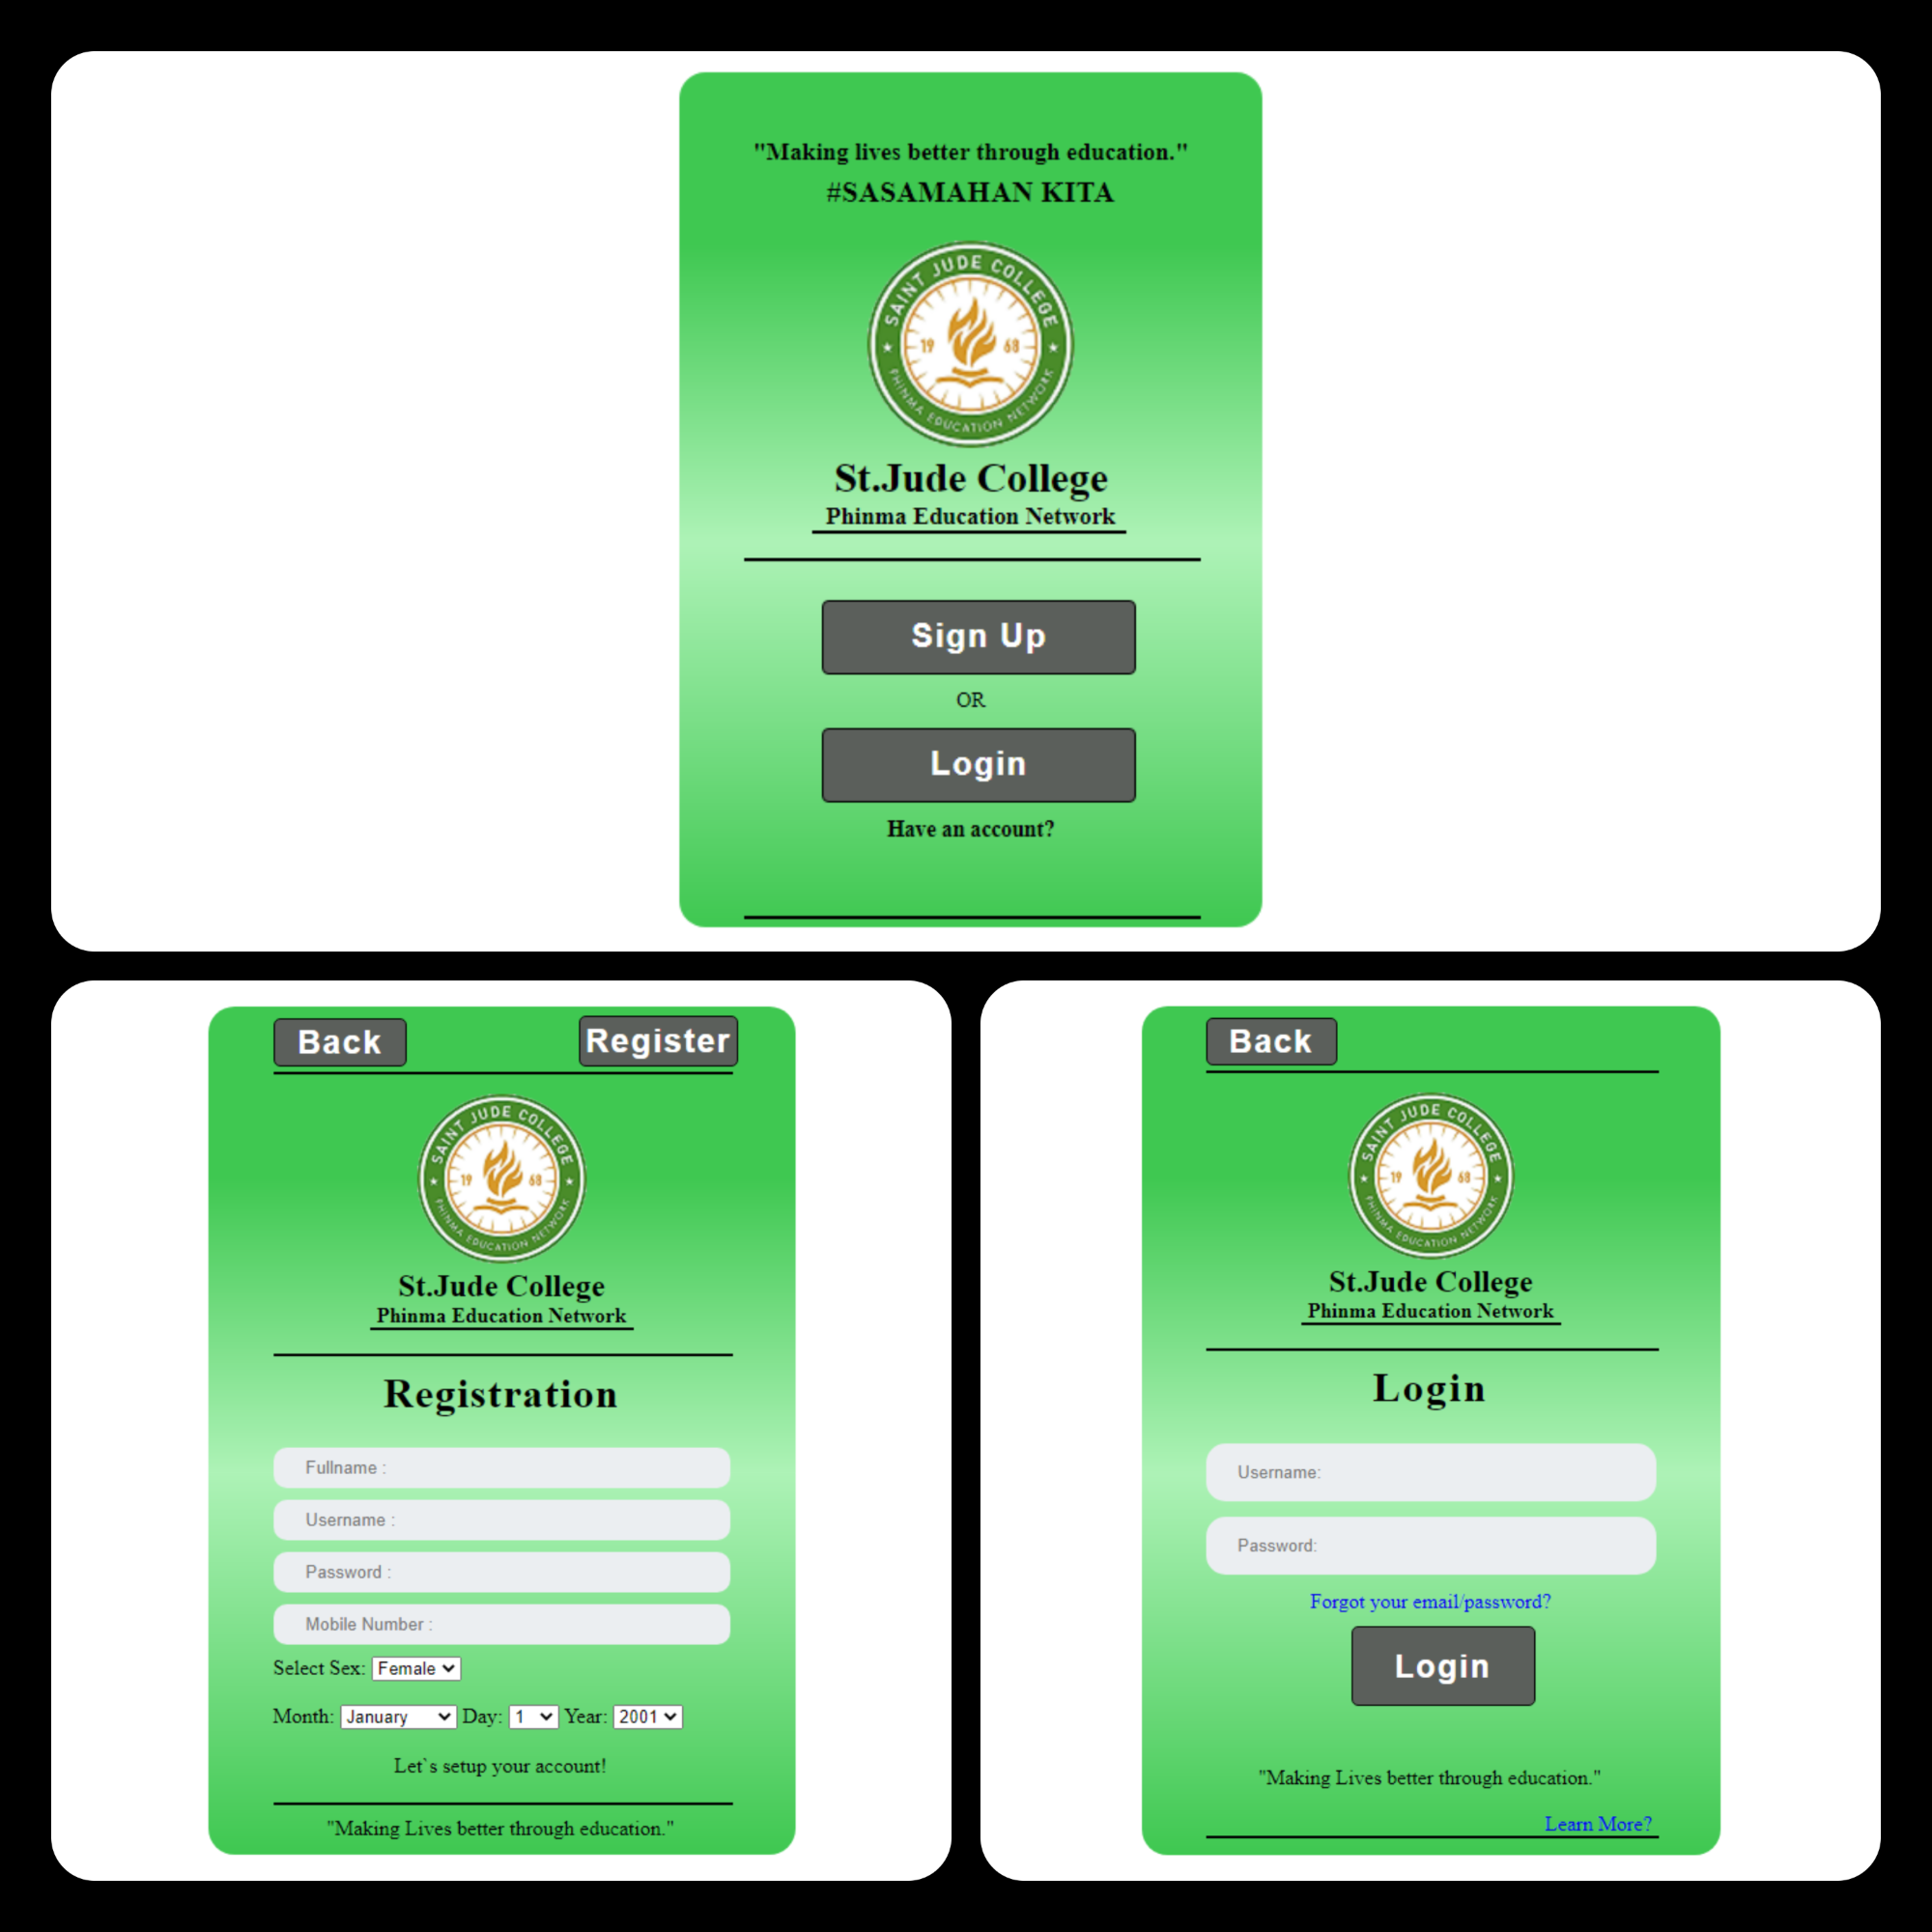 "Making lives better through education."
#SASAMAHAN KITA
SAINT JUDE COLLEGE
19 68
PHINMA EDUCATION NETWORK
St.Jude College
Phinma Education Network
Sign Up
OR
Login
Have an account?
Back Register
SAINT JUDE COLLEGE
19 68
PHINMA EDUCATION NETWORK
St.Jude College
Phinma Education Network
Registration
Fullname :
Username :
Password :
Mobile Number :
Select Sex: Female
Month: January Day: 1 Year: 2001
Let`s setup your account!
"Making Lives better through education."
Back
SAINT JUDE COLLEGE
19 68
PHINMA EDUCATION NETWORK
St.Jude College
Phinma Education Network
Login
Username:
Password:
Forgot your email/password?
Login
"Making Lives better through education."
Learn More?